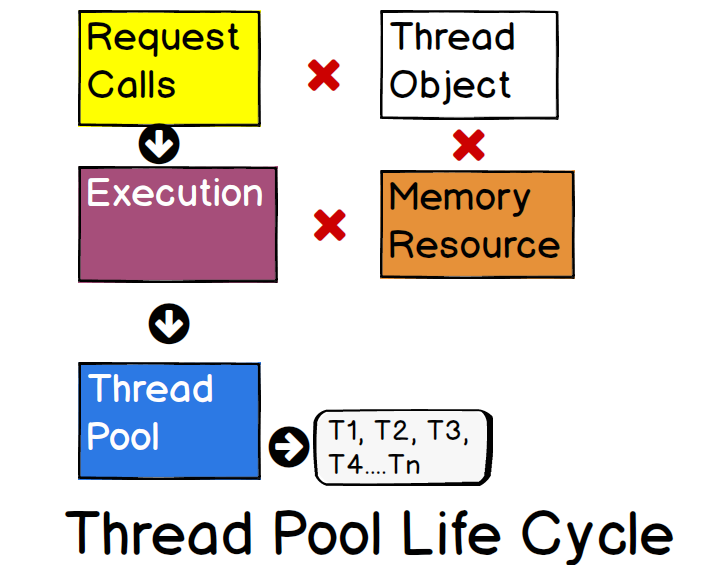 Request
Calls
Thread
Object
Execution
Memory
Resource
Thread
Pool
T1, T2, T3,
T4....Tn
Thread Pool Life Cycle